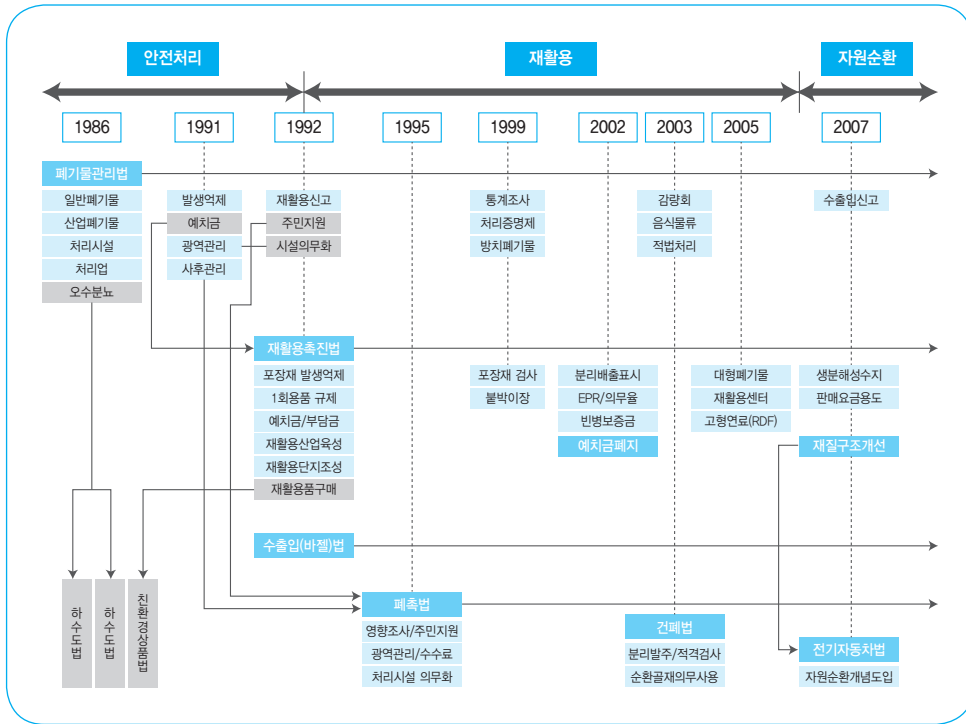 안전처리
재활용
자원순환
1986
1991
1992
1995
1999
2002
2003
2005
2007
폐기물관리법
일반폐기물
산업폐기물
처리시설
처리업
오수분뇨
발생억제
예치금
광역관리
사후관리
재활용신고
주민지원
시설의무화
통계조사
처리증명제
방치폐기물
감량회
음식물류
적법처리
수출입신고
재활용촉진법
포장재 발생억제
1회용품 규제
예치금/부담금
재활용산업육성
재활용단지조성
재활용품구매
포장재 검사
붙박이장
분리배출표시
EPR/의무율
빈병보증금
예치금폐지
대형폐기물
재활용센터
고형연료(RDF)
생분해성수지
판매요금용도
재질구조개선
수출입(바젤)법
하수도법
하수도법
친환경상품법
폐촉법
영향조사/주민지원
광역관리/수수료
처리시설 의무화
건폐법
분리발주/적격검사
순환골재의무사용
전기자동차법
자원순환개념도입